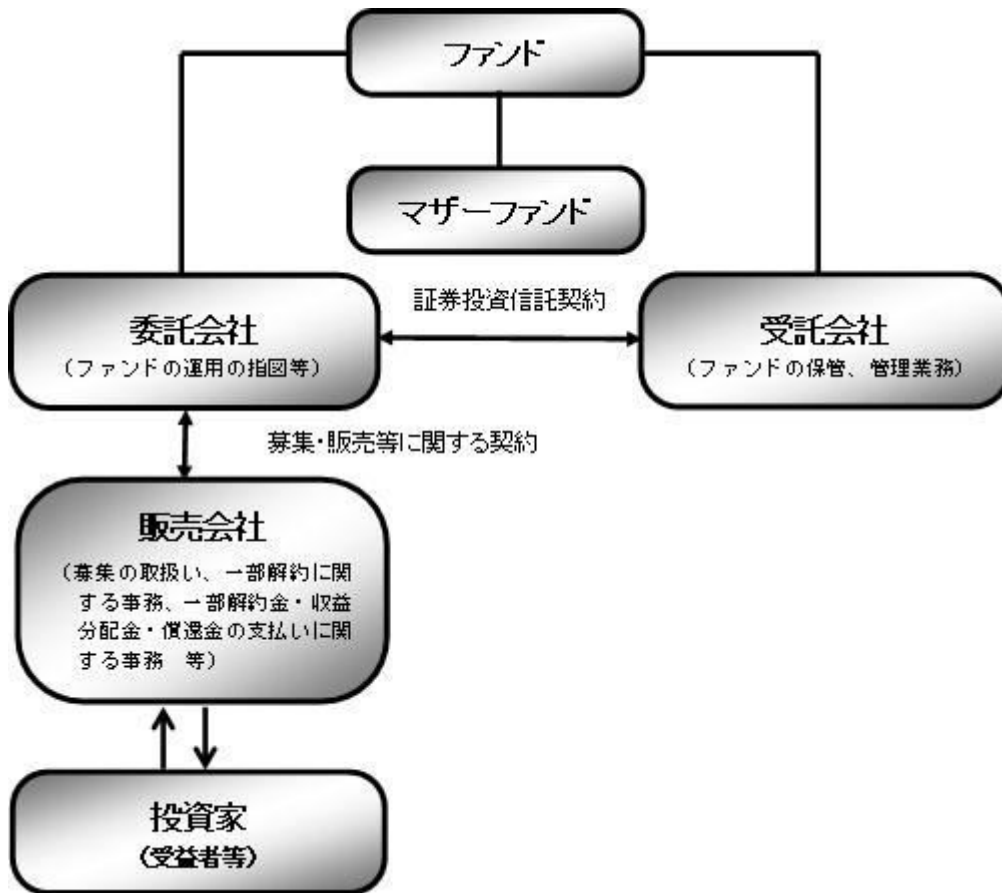 ファンド
マザーファンド
証券投資信託契約
委託会社
(ファンドの運用の指図等)
受託会社
(ファンドの保管、管理業務)
募集・販売等に関する契約
販売会社
(募集の取扱い、一部解約に関
する事務、一部解約金・収益
分配金・償還金の支払いに関
する事務 等)
投資家
(受益者等)